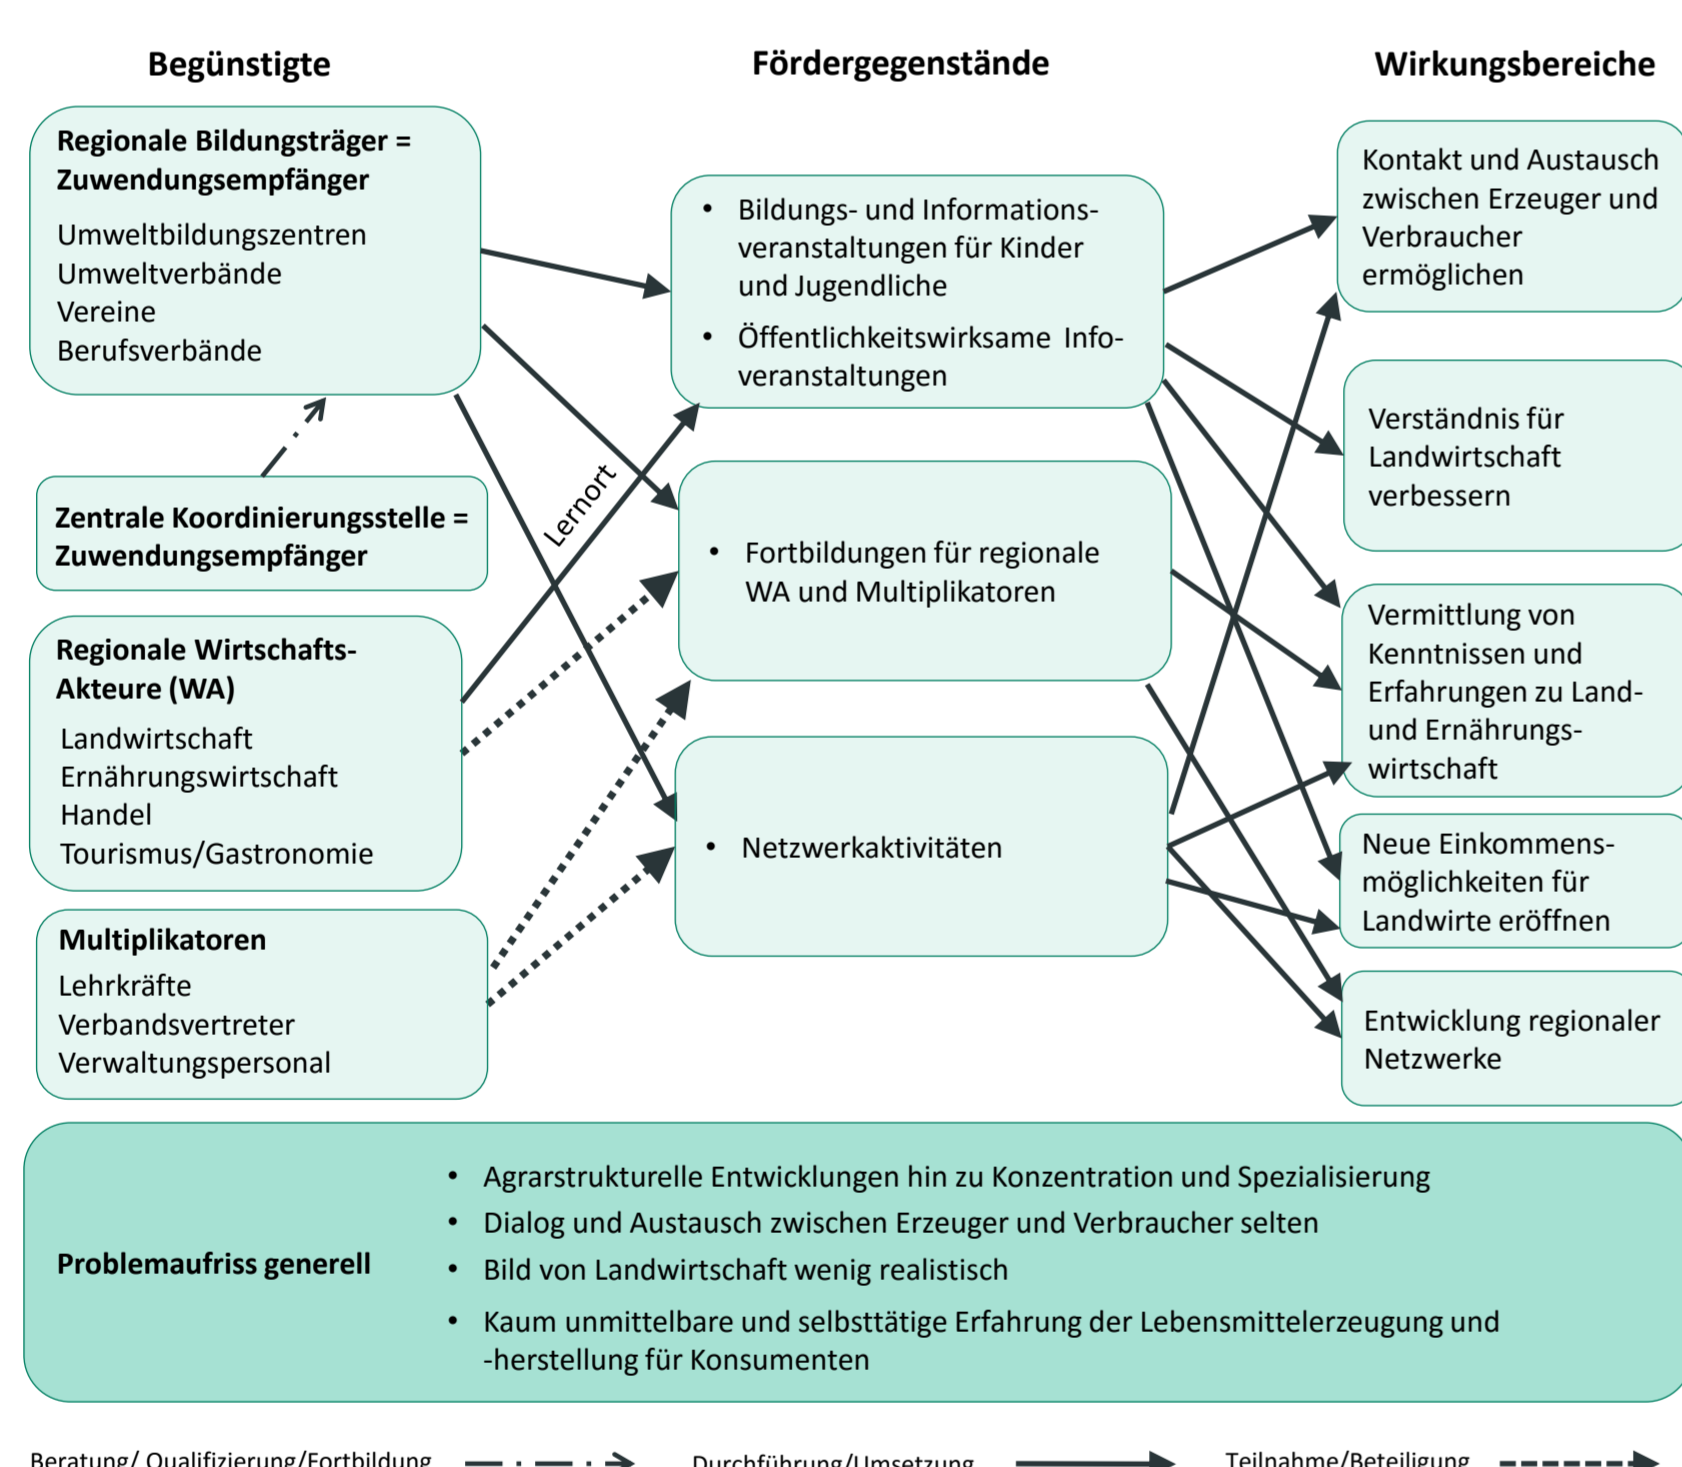 Begünstigte
Regionale Bildungsträger =
Zuwendungsempfänger
Umweltbildungszentren
Umweltverbände
Vereine
Berufsverbände
Zentrale Koordinierungsstelle =
Zuwendungsempfänger
Regionale Wirtschafts-
Akteure (WA)
Landwirtschaft
Ernährungswirtschaft
Handel
Tourismus/Gastronomie
Multiplikatoren
Lehrkräfte
Verbandsvertreter
Verwaltungspersonal
Lernort
Fördergegenstände
• Bildungs- und Informations-
veranstaltungen für Kinder
und Jugendliche
• Öffentlichkeitswirksame Info-
veranstaltungen
• Fortbildungen für regionale
WA und Multiplikatoren
• Netzwerkaktivitäten
Wirkungsbereiche
Kontakt und Austausch
zwischen Erzeuger und
Verbraucher
ermöglichen
Verständnis für
Landwirtschaft
verbessern
Vermittlung von
Kenntnissen und
Erfahrungen zu Land-
und Ernährungs-
wirtschaft
Neue Einkommens-
möglichkeiten für
Landwirte eröffnen
Entwicklung regionaler
Netzwerke
Problemaufriss generell
• Agrarstrukturelle Entwicklungen hin zu Konzentration und Spezialisierung
• Dialog und Austausch zwischen Erzeuger und Verbraucher selten
• Bild von Landwirtschaft wenig realistisch
• Kaum unmittelbare und selbsttätige Erfahrung der Lebensmittelerzeugung und
-herstellung für Konsumenten
Beratung/ Qualifizierung/Fortbildung
Durchführung/Umsetzung
Teilnahme/Beteiligung